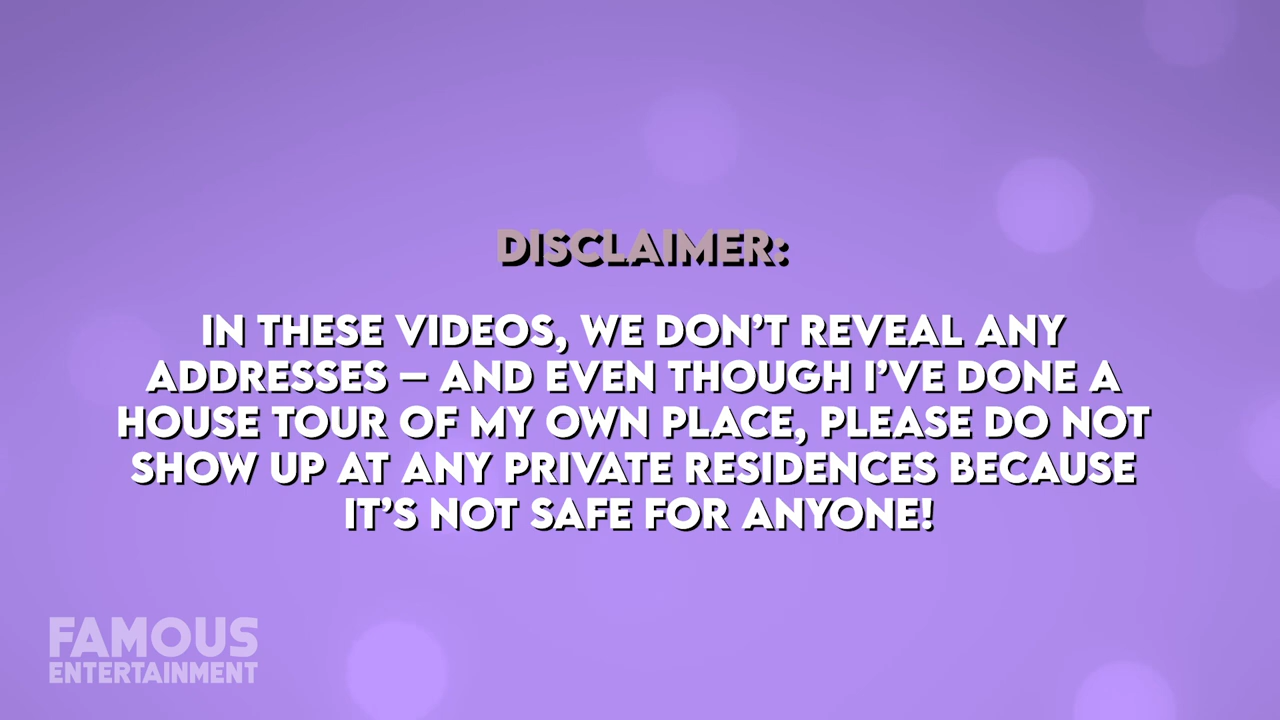 DISCLAIMER:
IN THESE VIDEOS, WE DON'T REVEAL ANY
ADDRESSES – AND EVEN THOUGH I'VE DONE A
HOUSE TOUR OF MY OWN PLACE, PLEASE DO NOT
SHOW UP AT ANY PRIVATE RESIDENCES BECAUSE
IT'S NOT SAFE FOR ANYONE!
FAMOUS
ENTERTAINMENT